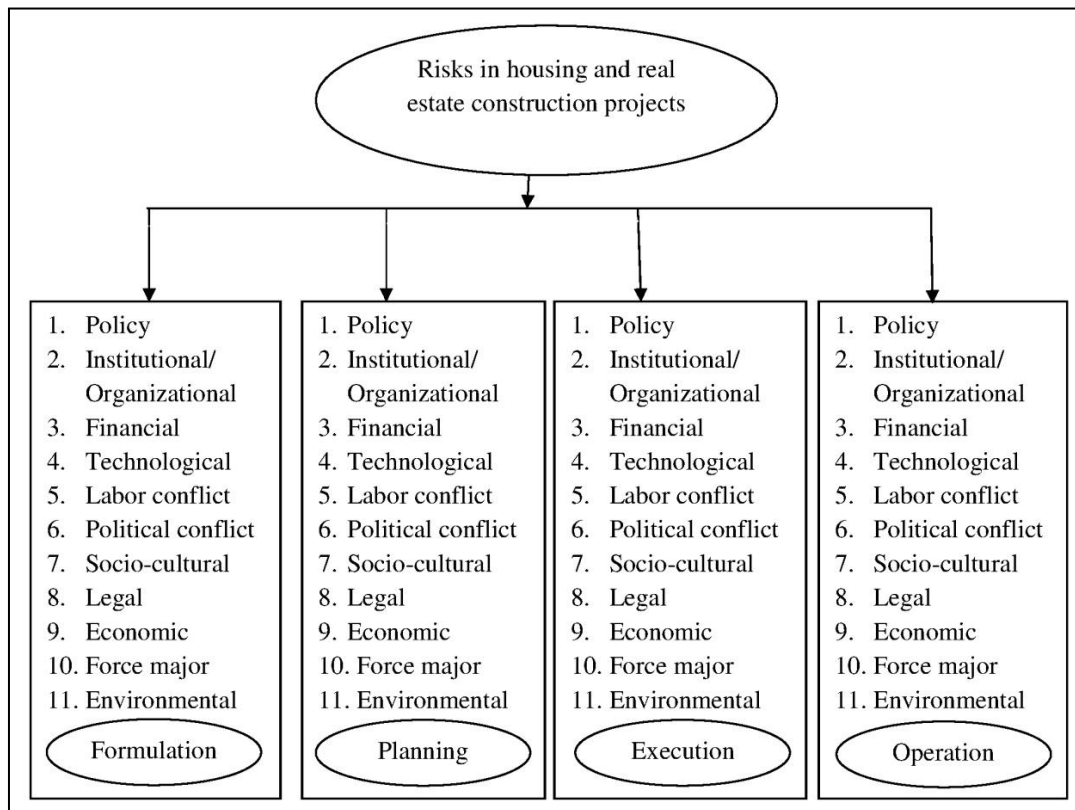 Risks in housing and real
estate construction projects
1. Policy
2. Institutional/
Organizational
3. Financial
4. Technological
5. Labor conflict
6. Political conflict
7. Socio-cultural
8. Legal
9. Economic
10. Force major
11. Environmental
Formulation
1. Policy
2. Institutional/
Organizational
3. Financial
4. Technological
5. Labor conflict
6. Political conflict
7. Socio-cultural
8. Legal
9. Economic
10. Force major
11. Environmental
Planning
1. Policy
2. Institutional/
Organizational
3. Financial
4. Technological
5. Labor conflict
6. Political conflict
7. Socio-cultural
8. Legal
9. Economic
10. Force major
11. Environmental
Execution
1. Policy
2. Institutional/
Organizational
3. Financial
4. Technological
5. Labor conflict
6. Political conflict
7. Socio-cultural
8. Legal
9. Economic
10. Force major
11. Environmental
Operation